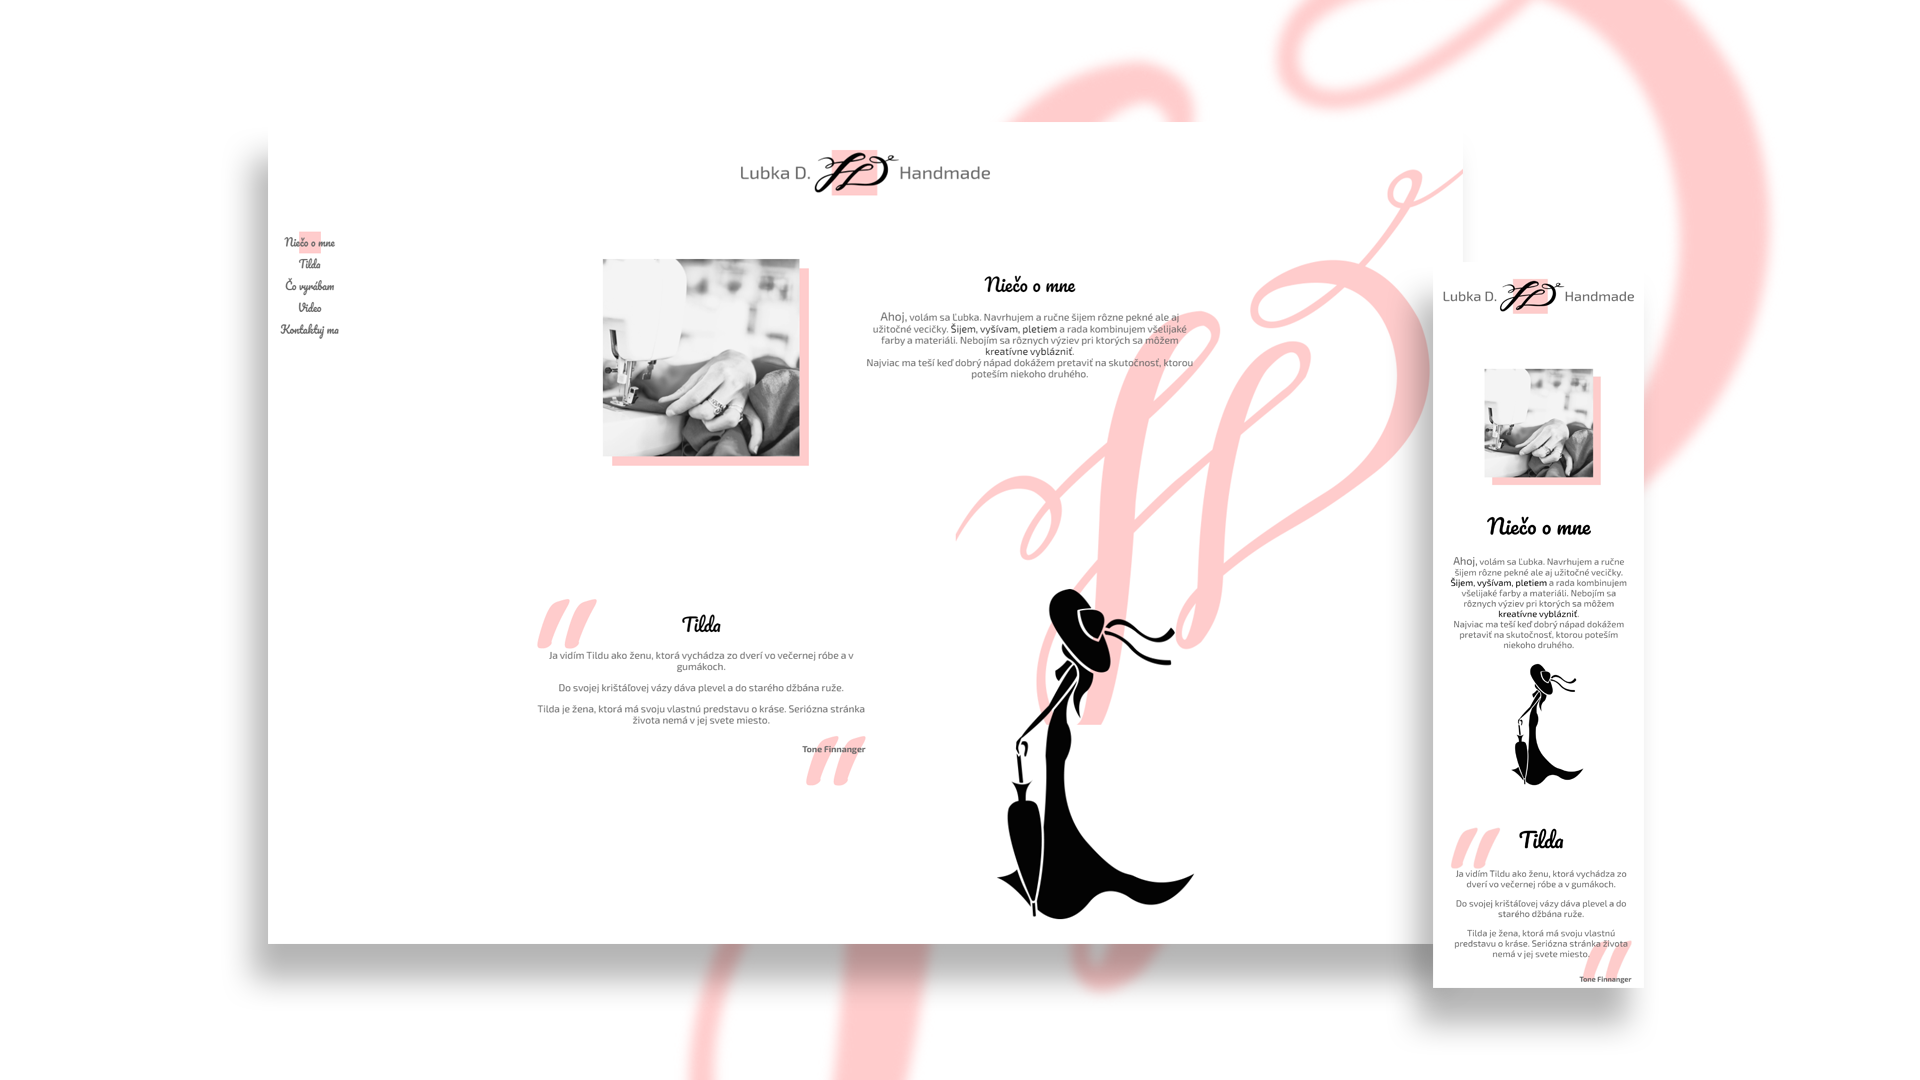 Lubka D. Handmade
Niečo o mne
Tilda
Čo vyrábam
Video
Kontaktuj ma
Niečo o mne
Ahoj, volám sa Ľubka. Navrhujem a ručne šijem rôzne pekné ale aj
užitočné vecičky. Šijem, vyšívam, pletiem a rada kombinujem všelijaké
farby a materiáli. Nebojím sa rôznych výziev pri ktorých sa môžem
kreatívne vyblázniť.
Najviac ma teší keď dobrý nápad dokážem pretaviť na skutočnosť, ktorou
poteším niekoho druhého.
Tilda
Ja vidím Tildu ako ženu, ktorá vychádza zo dverí vo večernej róbe a v
gumákoch.
Do svojej krištáľovej vázy dáva plevel a do starého džbána ruže.
Tilda je žena, ktorá má svoju vlastnú predstavu o kráse. Seriózna stránka
života nemá v jej svete miesto.
Tone Finnanger
Lubka D. Handmade
Niečo o mne
Ahoj, volám sa Ľubka. Navrhujem a ručne
šijem rôzne pekné ale aj užitočné vecičky.
Šijem, vyšívam, pletiem a rada kombinujem
všelijaké farby a materiáli. Nebojím sa
rôznych výziev pri ktorých sa môžem
kreatívne vyblázniť.
Najviac ma teší keď dobrý nápad dokážem
pretaviť na skutočnosť, ktorou poteším
niekoho druhého.
Tilda
Ja vidím Tildu ako ženu, ktorá vychádza zo
dverí vo večernej róbe a v gumákoch.
Do svojej krištáľovej vázy dáva plevel a do
starého džbána ruže.
Tilda je žena, ktorá má svoju vlastnú
predstavu o kráse. Seriózna stránka života
nemá v jej svete miesto.
Tone Finnanger